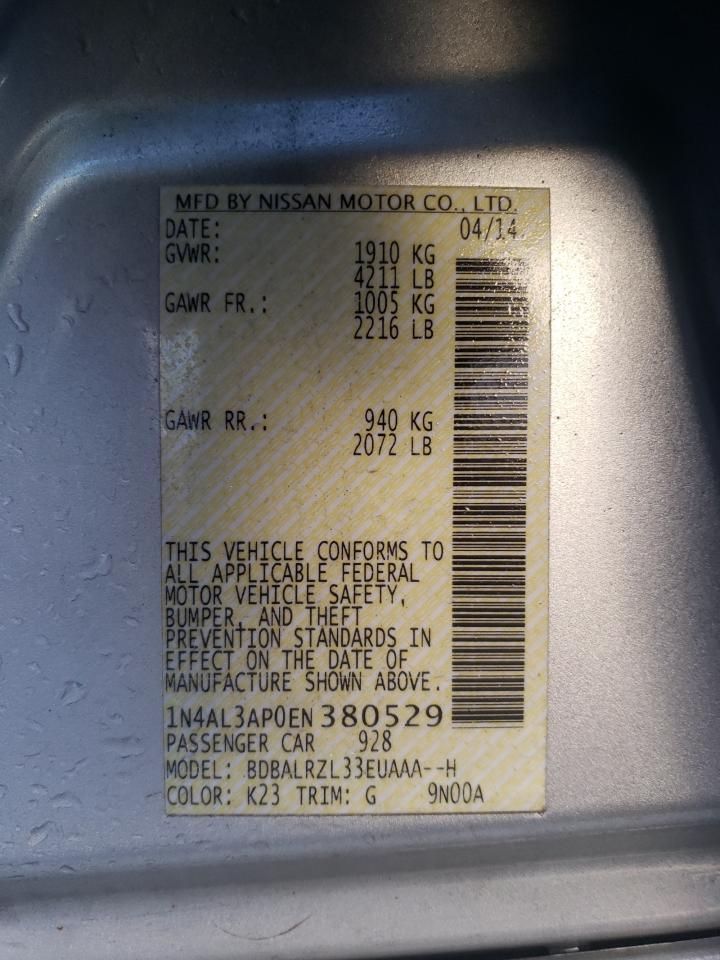 MFD BY NISSAN MOTOR CO., LTD.
DATE: 04/14
GVWR: 1910 KG
4211 LB
GAWR FR.: 1005 KG
2216 LB
GAWR RR.: 940 KG
2072 LB
THIS VEHICLE CONFORMS TO
ALL APPLICABLE FEDERAL
MOTOR VEHICLE SAFETY,
BUMPER, AND THEFT
PREVENTION STANDARDS IN
EFFECT ON THE DATE OF
MANUFACTURE SHOWN ABOVE.
1N4AL3AP0EN380529
PASSENGER CAR 928
MODEL: BDBALRZL33EUAAA--H
COLOR: K23 TRIM: G 9N00A